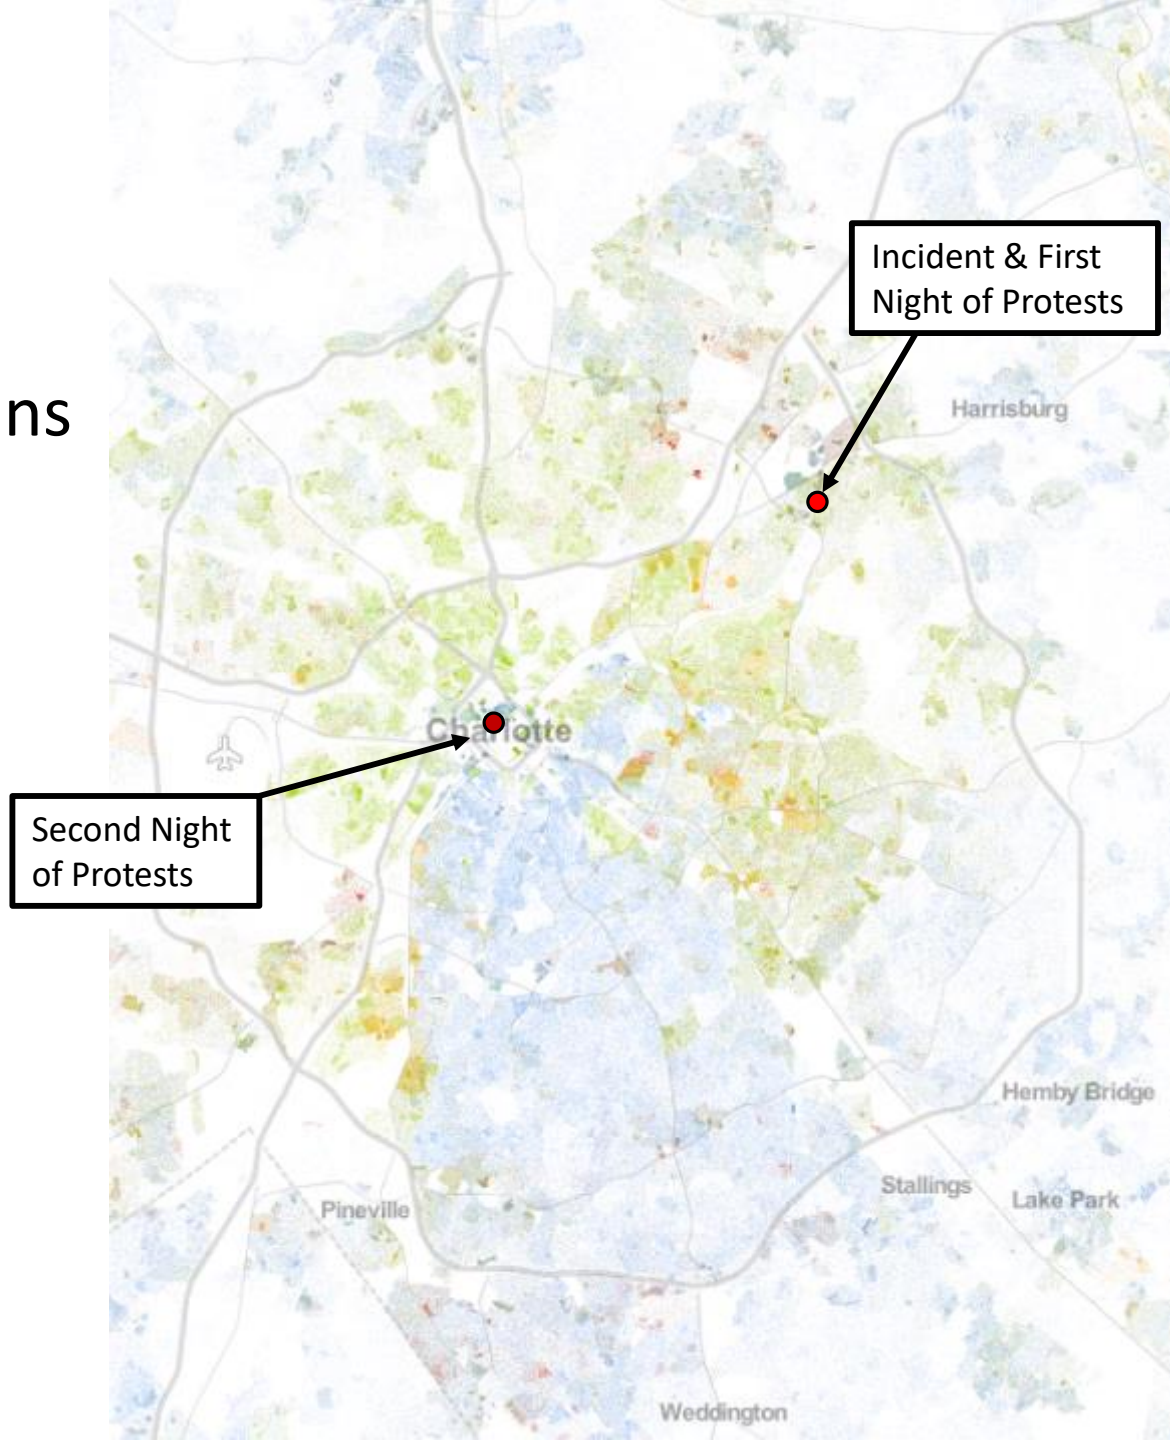 Incident & First
Night of Protests
ns
Harrisburg
Charlotte
Second Night
of Protests
Hemby Bridge
Stallings
Lake Park
Pineville
Weddington